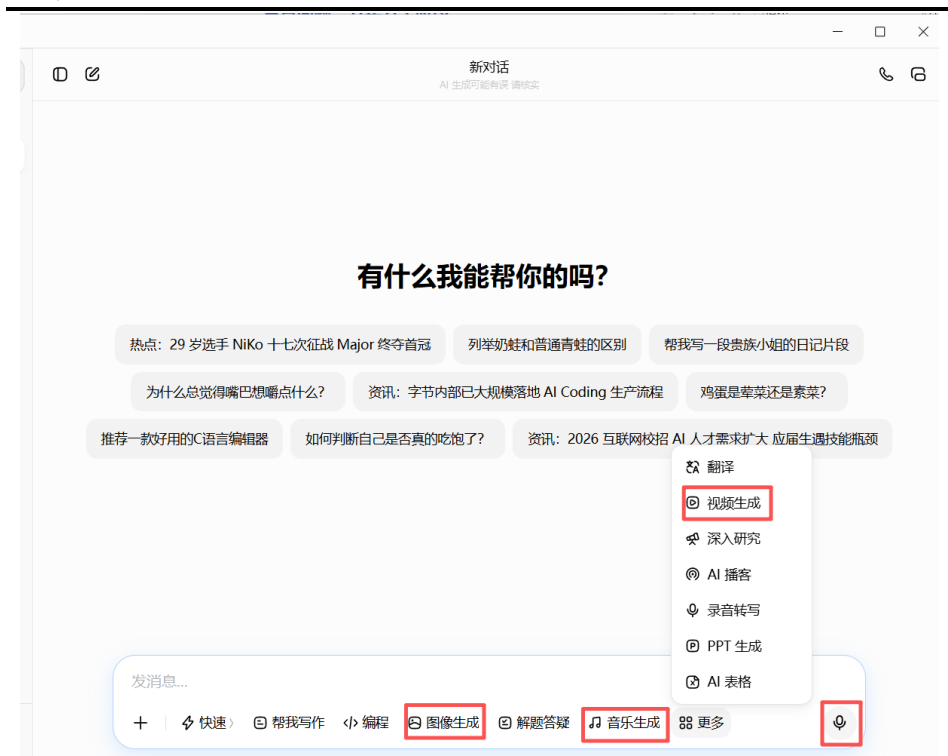 新对话
AI 生成可能有误 请核实
有什么我能帮你的吗?
热点: 29 岁选手 NiKo 十七次征战 Major 终夺首冠
列举奶蛙和普通青蛙的区别
帮我写一段贵族小姐的日记片段
为什么总觉得嘴巴想嚼点什么?
资讯: 字节内部已大规模落地 AI Coding 生产流程
鸡蛋是荤菜还是素菜?
推荐一款好用的C语言编辑器
如何判断自己是否真的吃饱了?
资讯: 2026 互联网校招 AI 人才需求扩大 应届生遇技能瓶颈
翻译
视频生成
深入研究
AI 播客
录音转写
PPT 生成
AI 表格
发消息...
快速
帮我写作
编程
图像生成
解题答疑
音乐生成
更多